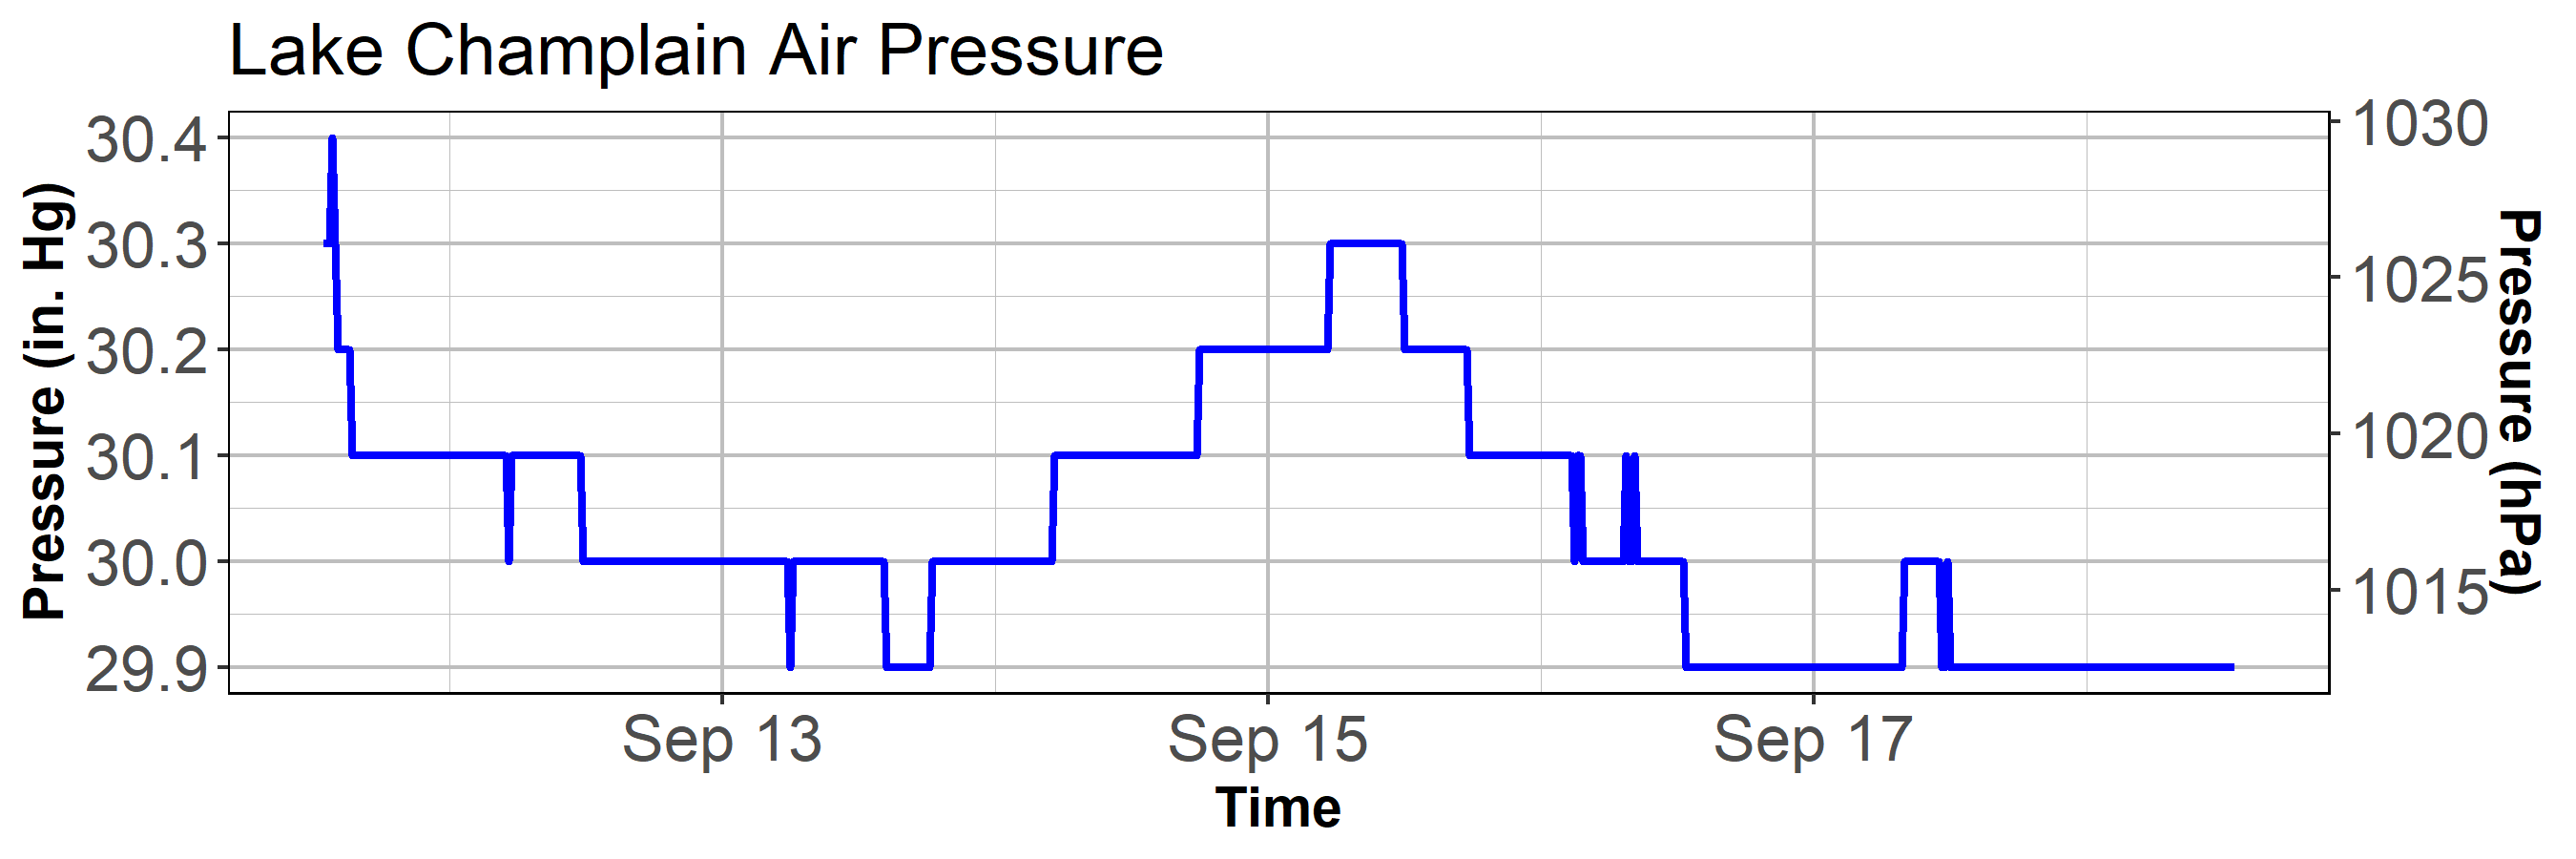 Lake Champlain Air Pressure
30.4
30.3
30.2
30.1
30.0
29.9
Pressure (in. Hg)
1030
1025
1020
1015
Pressure (hPa)
Sep 13 Sep 15 Sep 17
Time